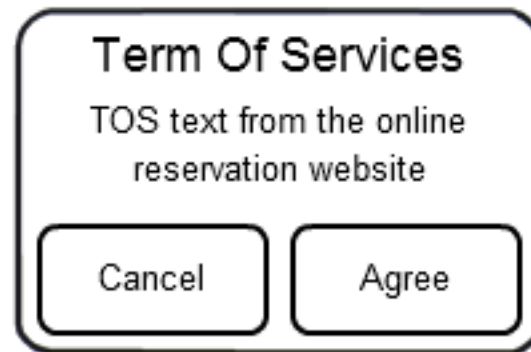 Term Of Services
TOS text from the online
reservation website
Cancel
Agree